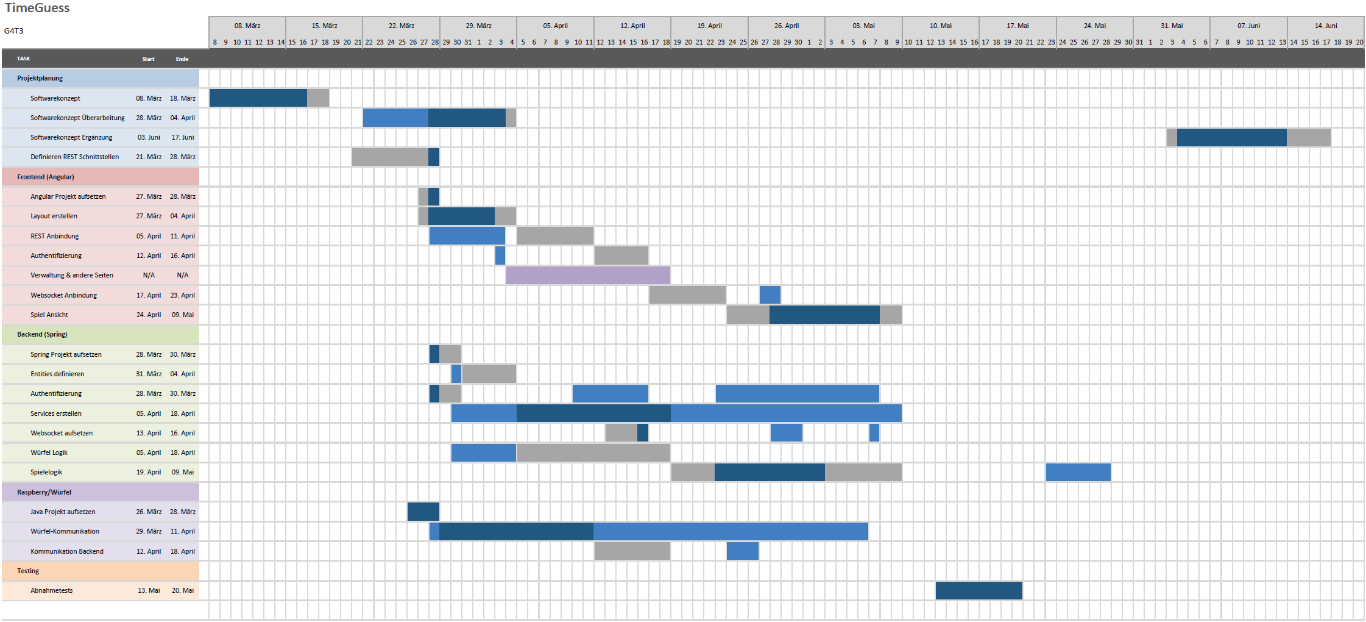 TimeGuess
G4T3
08. März 15. März 22. März 29. März 05. April 12. April 19. April 26. April 03. Mai 10. Mai 17. Mai 24. Mai 31. Mai 07. Juni 14. Juni
8 9 10 11 12 13 14 15 16 17 18 19 20 21 22 23 24 25 26 27 28 29 30 31 1 2 3 4 5 6 7 8 9 10 11 12 13 14 15 16 17 18 19 20 21 22 23 24 25 26 27 28 29 30 1 2 3 4 5 6 7 8 9 10 11 12 13 14 15 16 17 18 19 20 21 22 23 24 25 26 27 28 29 30 31 1 2 3 4 5 6 7 8 9 10 11 12 13 14 15 16 17 18 19 20
TASK Start Ende
Projektplanung
Softwarekonzept 08. März 18. März
Softwarekonzept Überarbeitung 28. März 04. April
Softwarekonzept Ergänzung 03. Juni 17. Juni
Definieren REST Schnittstellen 21. März 28. März
Frontend (Angular)
Angular Projekt aufsetzen 27. März 28. März
Layout erstellen 27. März 04. April
REST Anbindung 05. April 11. April
Authentifizierung 12. April 16. April
Verwaltung & andere Seiten N/A N/A
Websocket Anbindung 17. April 23. April
Spiel Ansicht 24. April 09. Mai
Backend (Spring)
Spring Projekt aufsetzen 28. März 30. März
Entities definieren 31. März 04. April
Authentifizierung 28. März 30. März
Services erstellen 05. April 18. April
Websocket aufsetzen 13. April 16. April
Würfel Logik 05. April 18. April
Spielelogik 19. April 09. Mai
Raspberry/Würfel
Java Projekt aufsetzen 26. März 28. März
Würfel-Kommunikation 29. März 11. April
Kommunikation Backend 12. April 18. April
Testing
Abnahmetests 13. Mai 20. Mai